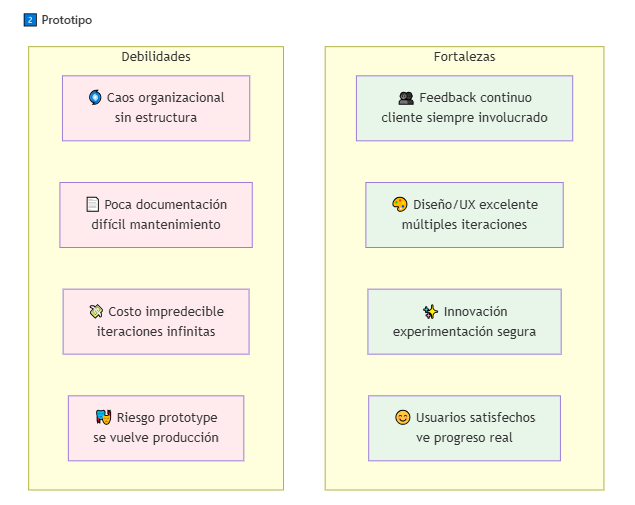 2 Prototipo
Debilidades
🌀 Caos organizacional
sin estructura
📄 Poca documentación
difícil mantenimiento
💸 Costo impredecible
iteraciones infinitas
🎭 Riesgo prototype
se vuelve producción
Fortalezas
👥 Feedback continuo
cliente siempre involucrado
🎨 Diseño/UX excelente
múltiples iteraciones
✨ Innovación
experimentación segura
😊 Usuarios satisfechos
ve progreso real